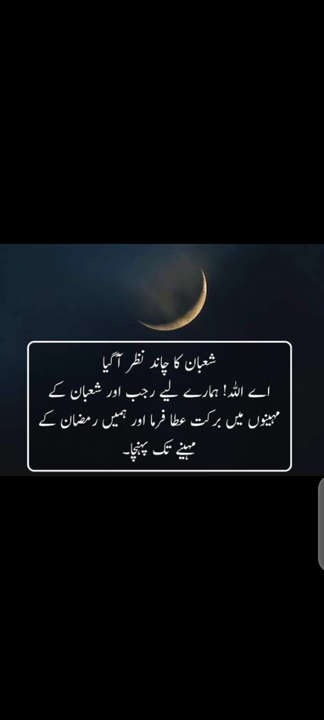 شعبان کا چاند نظر آگیا
اے اللہ! ہمارے لیے رجب اور شعبان کے
مہینوں میں برکت عطا فرما اور ہمیں رمضان کے
مہینے تک پہنچا۔